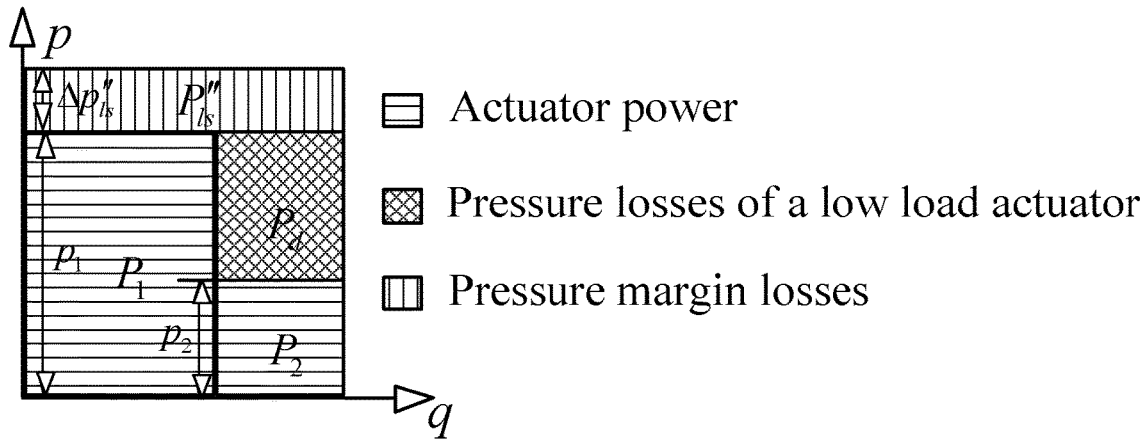 p
Δp″ls P″ls
Actuator power
Pd
Pressure losses of a low load actuator
p1 P1
Pressure margin losses
p2 P2
q